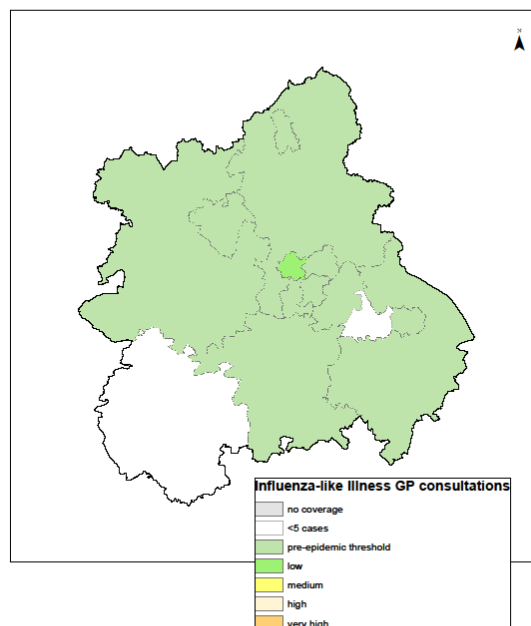 N
Influenza-like Illness GP consultations
no coverage
<5 cases
pre-epidemic threshold
low
medium
high
very high